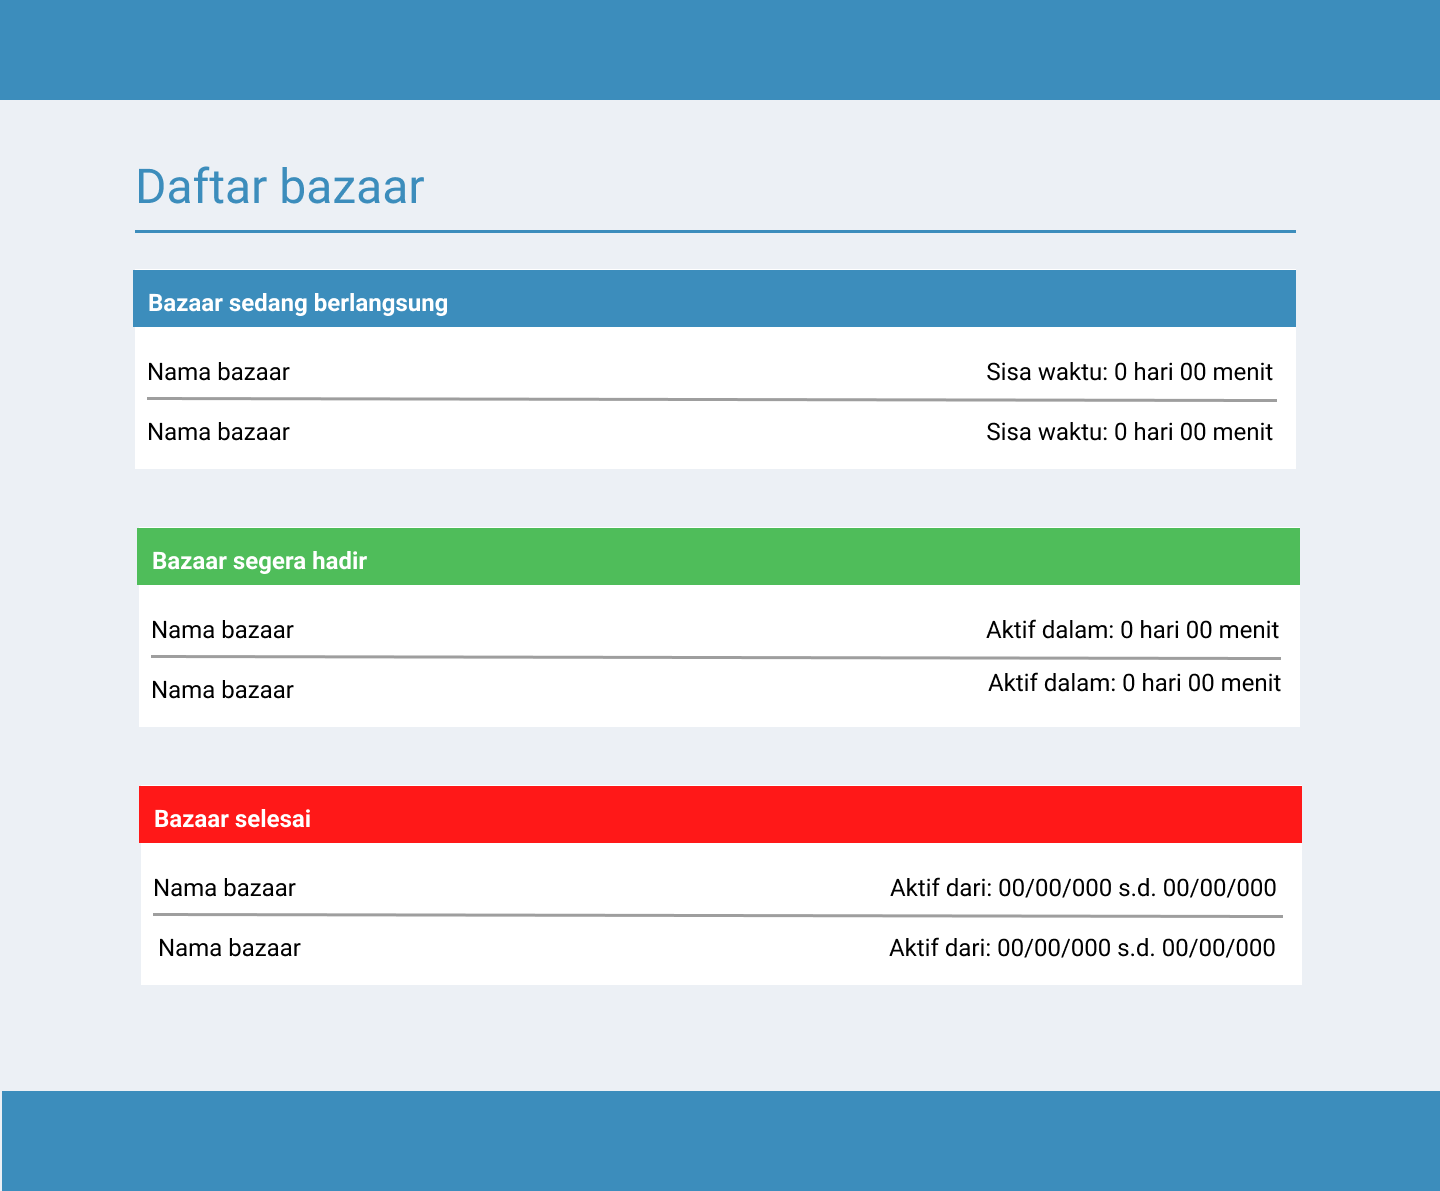 Daftar bazaar
Bazaar sedang berlangsung
Nama bazaar Sisa waktu: 0 hari 00 menit
Nama bazaar Sisa waktu: 0 hari 00 menit
Bazaar segera hadir
Nama bazaar Aktif dalam: 0 hari 00 menit
Nama bazaar Aktif dalam: 0 hari 00 menit
Bazaar selesai
Nama bazaar Aktif dari: 00/00/000 s.d. 00/00/000
Nama bazaar Aktif dari: 00/00/000 s.d. 00/00/000